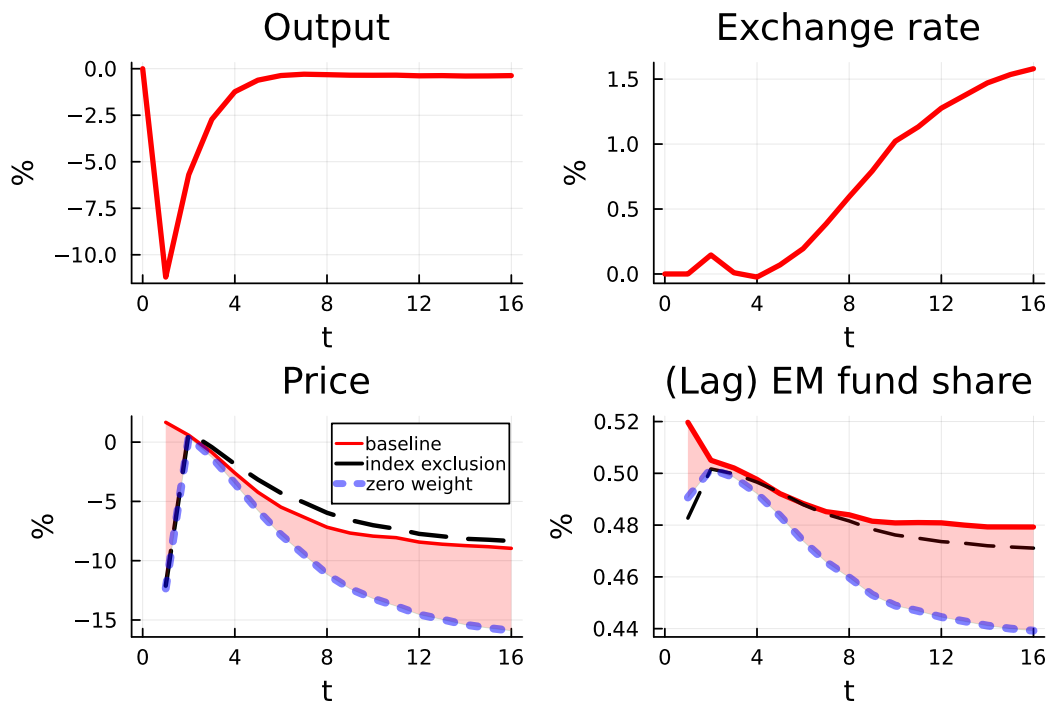 Output
%
0.0
−2.5
−5.0
−7.5
−10.0
0 4 8 12 16
t
Exchange rate
%
1.5
1.0
0.5
0.0
0 4 8 12 16
t
Price
%
0
−5
−10
−15
baseline
index exclusion
zero weight
0 4 8 12 16
t
(Lag) EM fund share
%
0.52
0.50
0.48
0.46
0.44
0 4 8 12 16
t